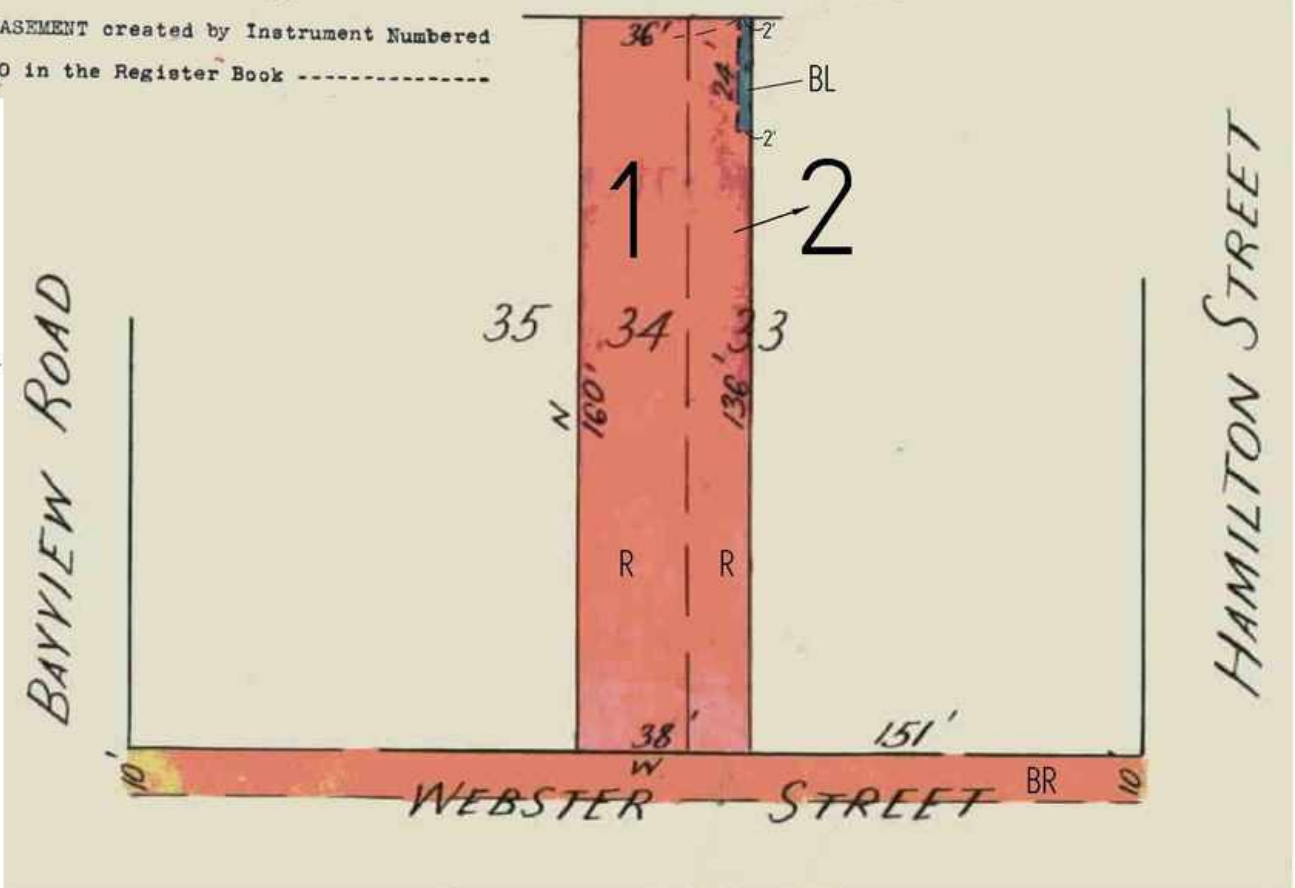 ASEMENT created by Instrument Numbered
O in the Register Book ---------------
36'
2'
24'
BL
2'
1
2
35
34
33
N
160'
136'
BAYVIEW ROAD
HAMILTON STREET
R
R
38'
151'
W
10'
BR
10
WEBSTER STREET